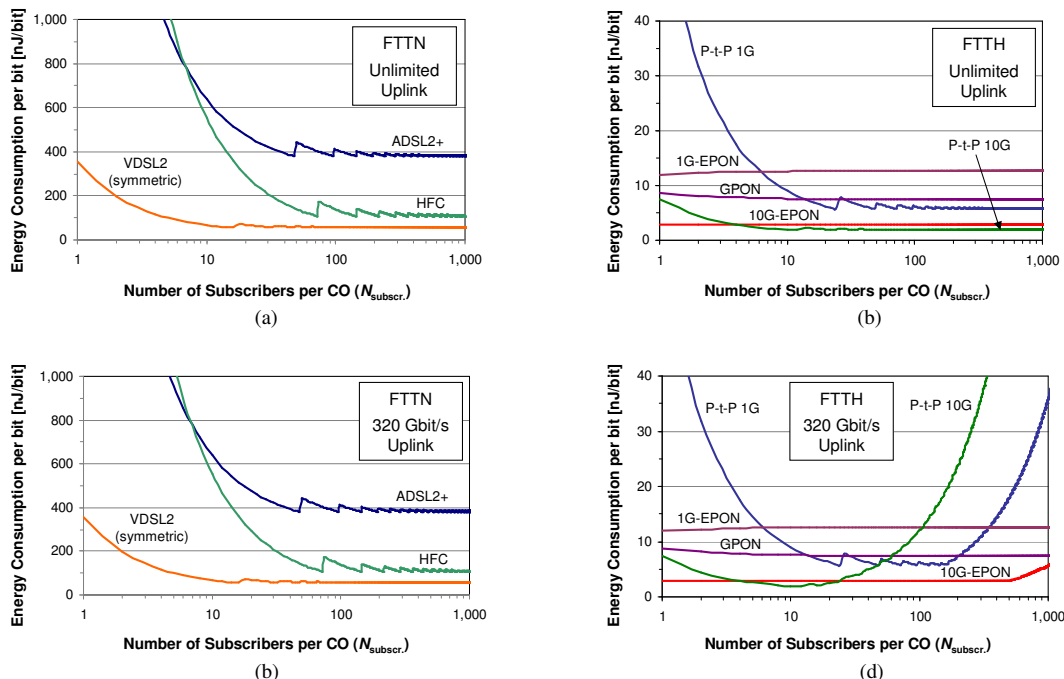 Energy Consumption per bit [nJ/bit]
1,000
800
600
400
200
0
FTTN
Unlimited
Uplink
ADSL2+
VDSL2
(symmetric)
HFC
1
10
100
1,000
Number of Subscribers per CO (Nsubscr.)
(a)
Energy Consumption per bit [nJ/bit]
40
30
20
10
0
P-t-P 1G
FTTH
Unlimited
Uplink
P-t-P 10G
1G-EPON
GPON
10G-EPON
1
10
100
1,000
Number of Subscribers per CO (Nsubscr.)
(b)
Energy Consumption per bit [nJ/bit]
1,000
800
600
400
200
0
FTTN
320 Gbit/s
Uplink
ADSL2+
VDSL2
(symmetric)
HFC
1
10
100
1,000
Number of Subscribers per CO (Nsubscr.)
(b)
Energy Consumption per bit [nJ/bit]
40
30
20
10
0
P-t-P 1G
FTTH
320 Gbit/s
Uplink
P-t-P 10G
1G-EPON
GPON
10G-EPON
1
10
100
1,000
Number of Subscribers per CO (Nsubscr.)
(d)